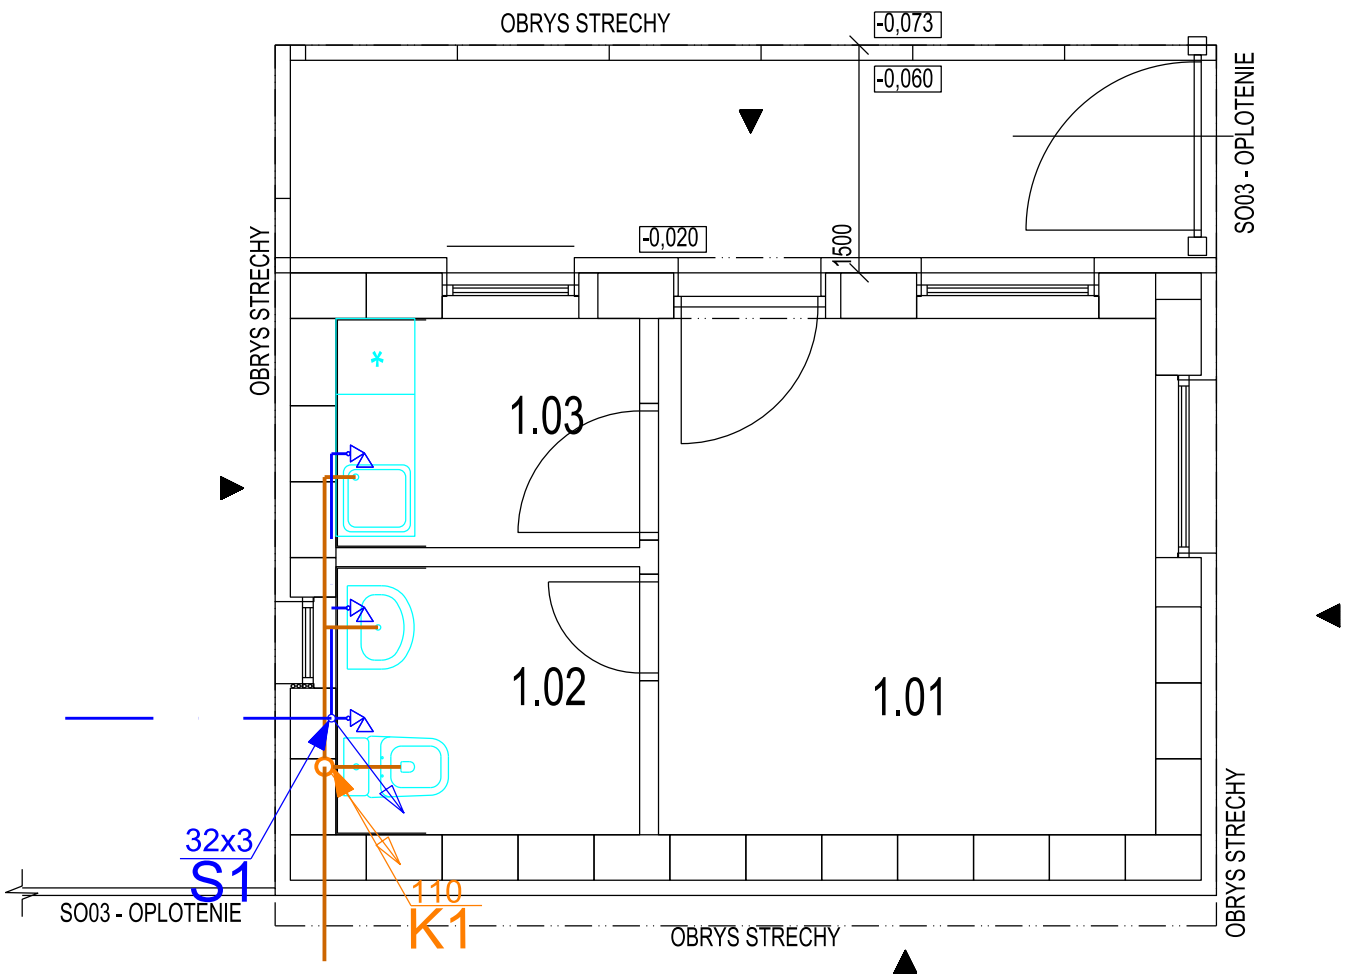 OBRYS STRECHY
-0,073
-0,060
SO03 - OPLOTENIE
OBRYS STRECHY
-0,020
1500
*
1.03
1.02
1.01
32x3
S1
110
K1
SO03 - OPLOTENIE
OBRYS STRECHY
OBRYS STRECHY